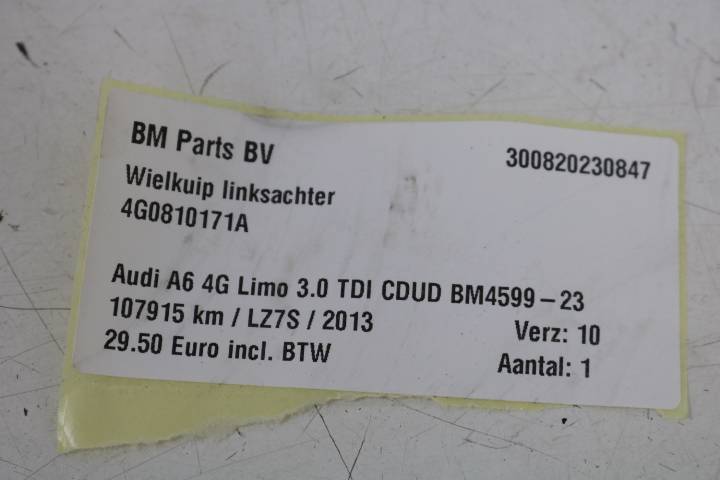 BM Parts BV 300820230847
Wielkuip linksachter
4G0810171A
Audi A6 4G Limo 3.0 TDI CDUD BM4599-23
107915 km / LZ7S / 2013 Verz: 10
29.50 Euro incl. BTW Aantal: 1